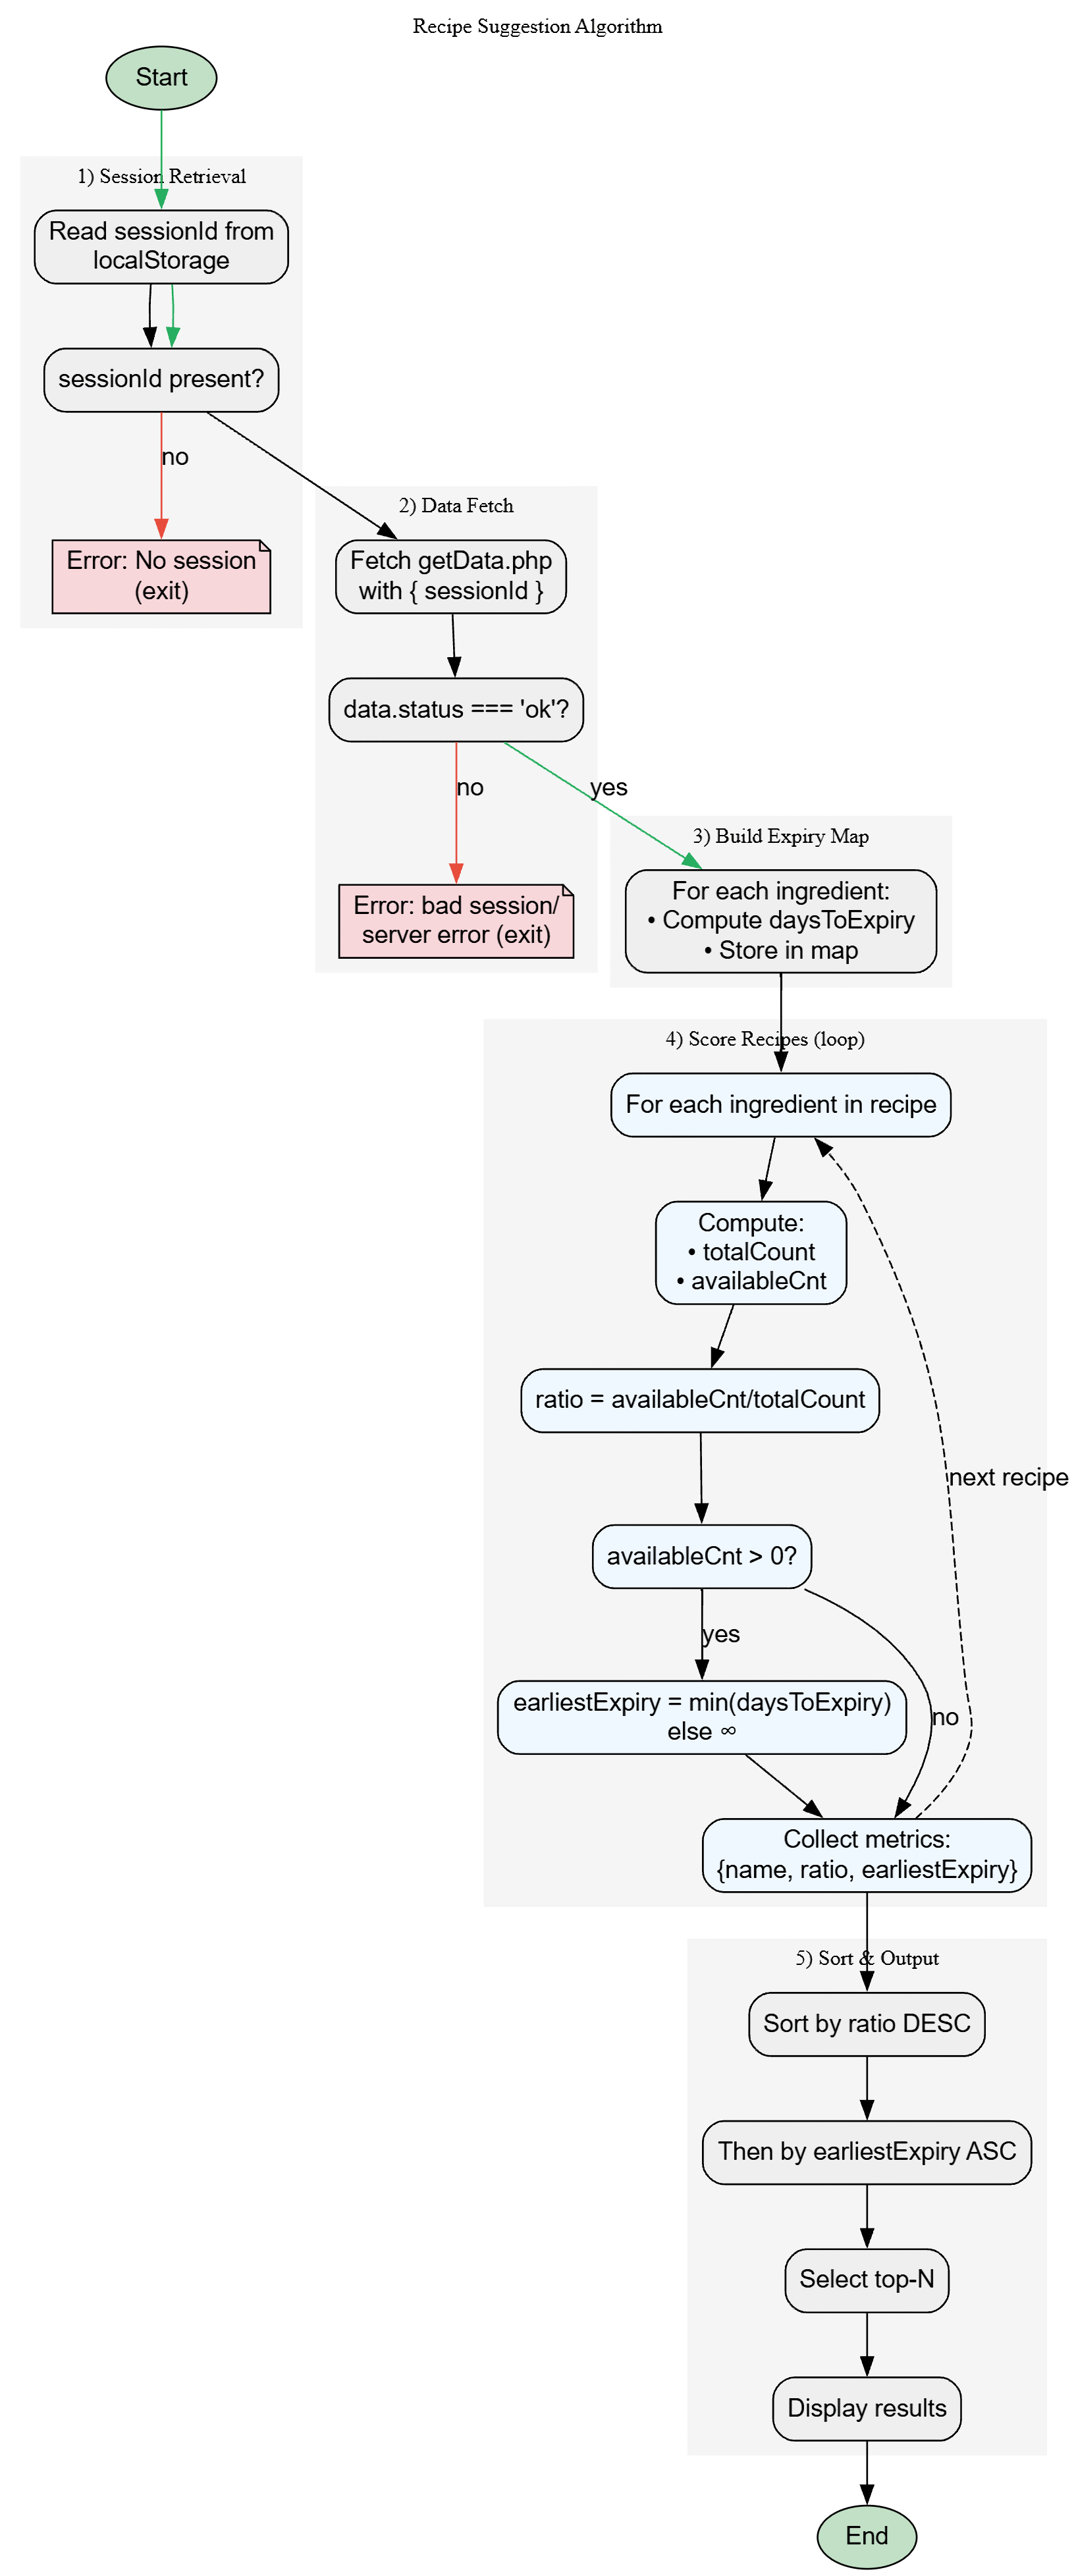 Recipe Suggestion Algorithm
Start
1) Session Retrieval
Read sessionId from
localStorage
sessionId present?
no
Error: No session
(exit)
2) Data Fetch
Fetch getData.php
with { sessionId }
data.status === 'ok'?
no
yes
Error: bad session/
server error (exit)
3) Build Expiry Map
For each ingredient:
• Compute daysToExpiry
• Store in map
4) Score Recipes (loop)
For each ingredient in recipe
Compute:
• totalCount
• availableCnt
ratio = availableCnt/totalCount
next recipe
availableCnt > 0?
yes
earliestExpiry = min(daysToExpiry)
else ∞
no
Collect metrics:
{name, ratio, earliestExpiry}
5) Sort & Output
Sort by ratio DESC
Then by earliestExpiry ASC
Select top-N
Display results
End